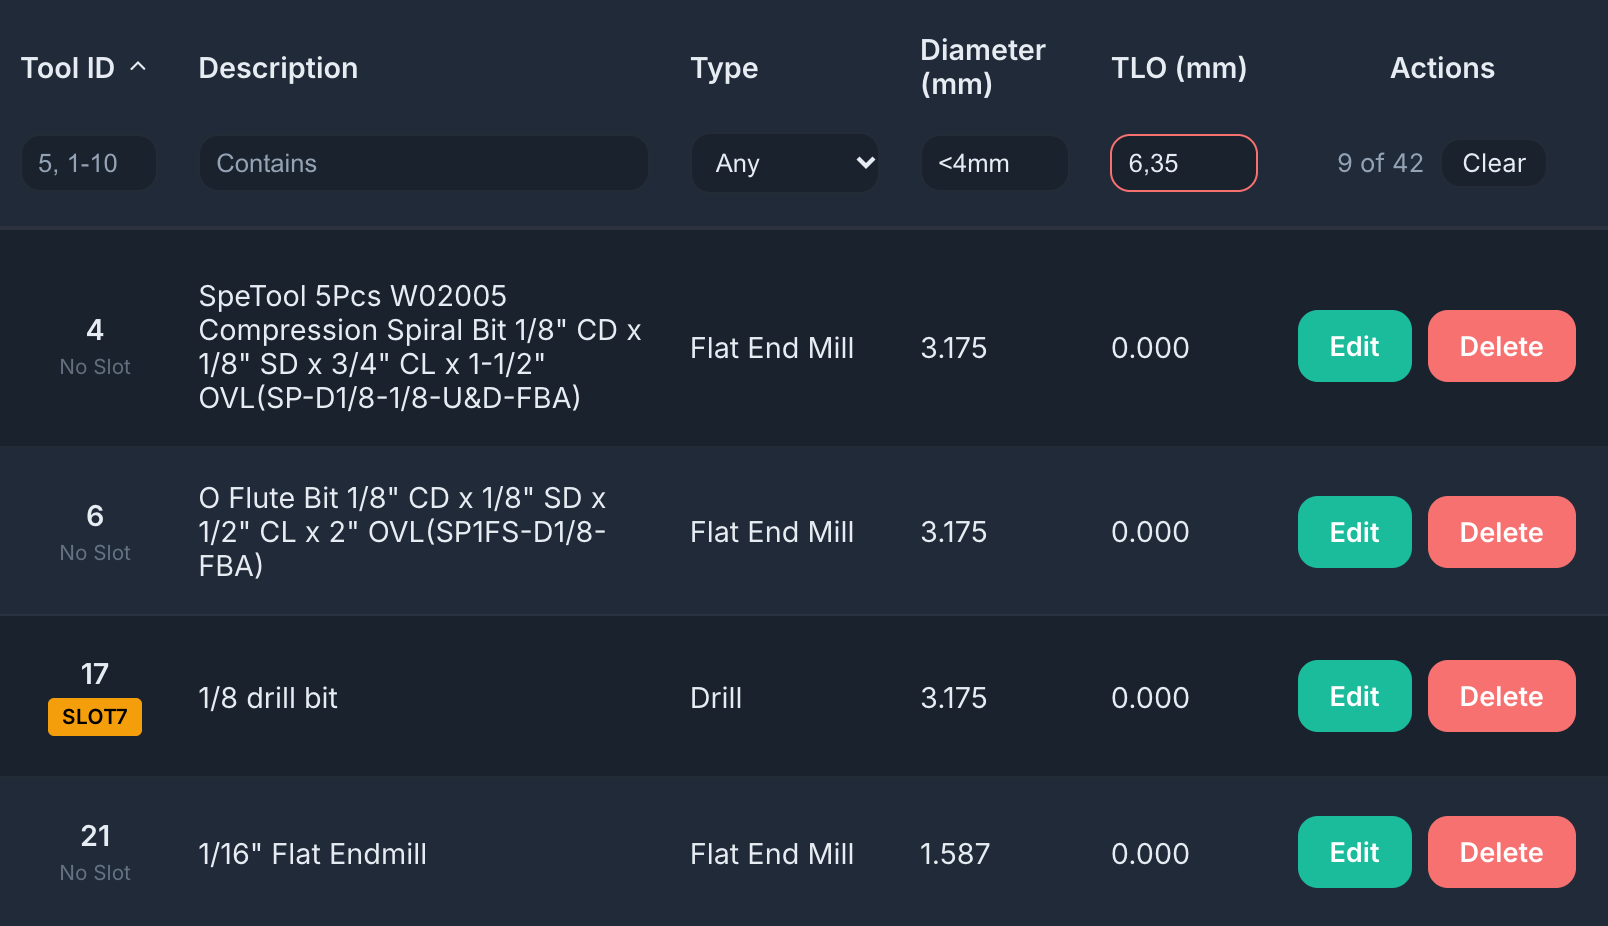 Tool ID ^ Description Type Diameter (mm) TLO (mm) Actions
5, 1-10 Contains Any <4mm 6,35 9 of 42 Clear
4
No Slot
SpeTool 5Pcs W02005
Compression Spiral Bit 1/8" CD x
1/8" SD x 3/4" CL x 1-1/2"
OVL(SP-D1/8-1/8-U&D-FBA)
Flat End Mill 3.175 0.000 Edit Delete
6
No Slot
O Flute Bit 1/8" CD x 1/8" SD x
1/2" CL x 2" OVL(SP1FS-D1/8-
FBA)
Flat End Mill 3.175 0.000 Edit Delete
17
SLOT7
1/8 drill bit Drill 3.175 0.000 Edit Delete
21
No Slot
1/16" Flat Endmill Flat End Mill 1.587 0.000 Edit Delete